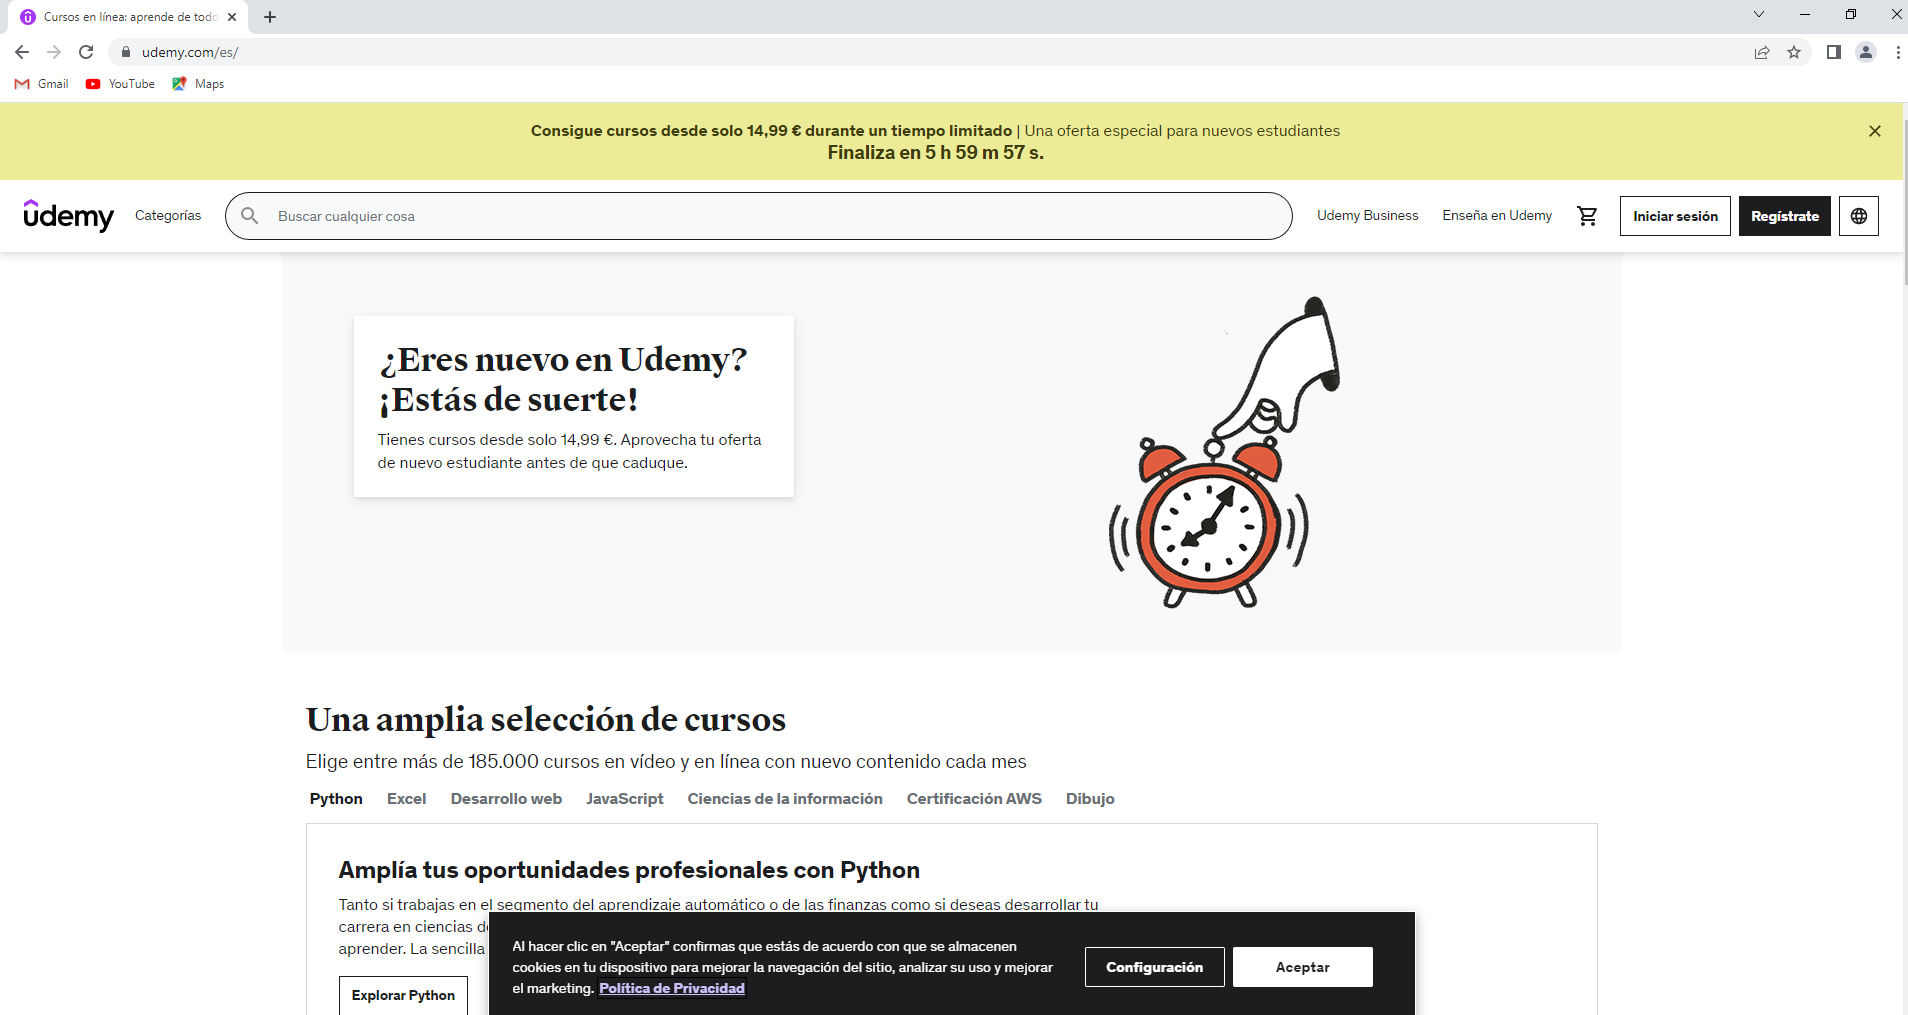 Cursos en línea: aprende de todo
udemy.com/es/
Gmail YouTube Maps
Consigue cursos desde solo 14,99 € durante un tiempo limitado | Una oferta especial para nuevos estudiantes
Finaliza en 5 h 59 m 57 s.
udemy Categorías Buscar cualquier cosa Udemy Business Enseña en Udemy Iniciar sesión Regístrate
¿Eres nuevo en Udemy?
¡Estás de suerte!
Tienes cursos desde solo 14,99 €. Aprovecha tu oferta
de nuevo estudiante antes de que caduque.
Una amplia selección de cursos
Elige entre más de 185.000 cursos en vídeo y en línea con nuevo contenido cada mes
Python Excel Desarrollo web JavaScript Ciencias de la información Certificación AWS Dibujo
Amplía tus oportunidades profesionales con Python
Tanto si trabajas en el segmento del aprendizaje automático o de las finanzas como si deseas desarrollar tu
carrera en ciencias
aprender. La sencilla
Explorar Python
Al hacer clic en "Aceptar" confirmas que estás de acuerdo con que se almacenen
cookies en tu dispositivo para mejorar la navegación del sitio, analizar su uso y mejorar
el marketing. Política de Privacidad
Configuración Aceptar